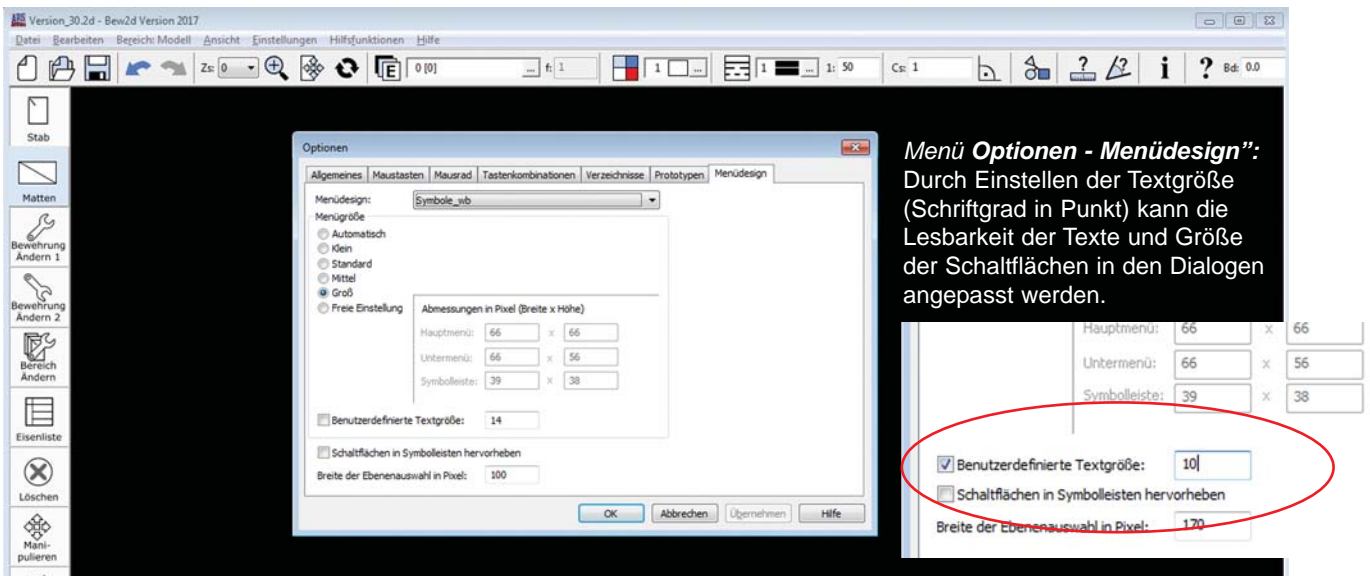 Version_30.2d - Bew2d Version 2017
Datei Bearbeiten Bereich: Modell Ansicht Einstellungen Hilfsfunktionen Hilfe
Zs: 0 E 0 [0] ... f: 1 1 ... 1 ... 1: 50 Cs: 1 ? /? i ? Bd: 0.0
Stab
Matten
Bewehrung
Ändern 1
Bewehrung
Ändern 2
Bereich
Ändern
Eisenliste
Löschen
Mani-
pulieren
Optionen
Allgemeines Maustasten Mausrad Tastenkombinationen Verzeichnisse Prototypen Menüdesign
Menüdesign: Symbole_wb
Menügröße
Automatisch
Klein
Standard
Mittel
Groß
Freie Einstellung Abmessungen in Pixel (Breite x Höhe)
Hauptmenü: 66 x 66
Untermenü: 66 x 56
Symbolleiste: 39 x 38
Benutzerdefinierte Textgröße: 14
Schaltflächen in Symbolleisten hervorheben
Breite der Ebenenauswahl in Pixel: 100
OK Abbrechen Übernehmen Hilfe
Menü Optionen - Menüdesign”:
Durch Einstellen der Textgröße
(Schriftgrad in Punkt) kann die
Lesbarkeit der Texte und Größe
der Schaltflächen in den Dialogen
angepasst werden.
Hauptmenü: 66 x 66
Untermenü: 66 x 56
Symbolleiste: 39 x 38
Benutzerdefinierte Textgröße: 10
Schaltflächen in Symbolleisten hervorheben
Breite der Ebenenauswahl in Pixel: 170